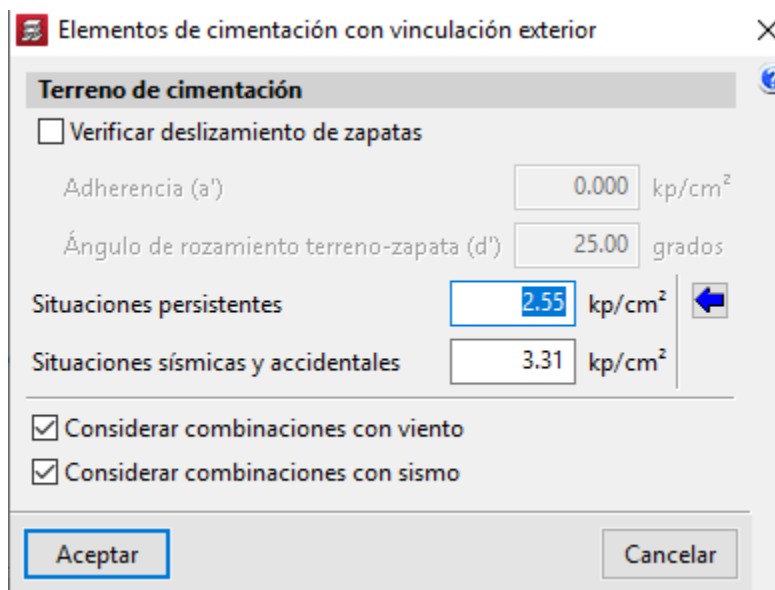 Elementos de cimentación con vinculación exterior
Terreno de cimentación
Verificar deslizamiento de zapatas
Adherencia (a') 0.000 kp/cm²
Ángulo de rozamiento terreno-zapata (d') 25.00 grados
Situaciones persistentes 2.55 kp/cm²
Situaciones sísmicas y accidentales 3.31 kp/cm²
Considerar combinaciones con viento
Considerar combinaciones con sismo
Aceptar Cancelar